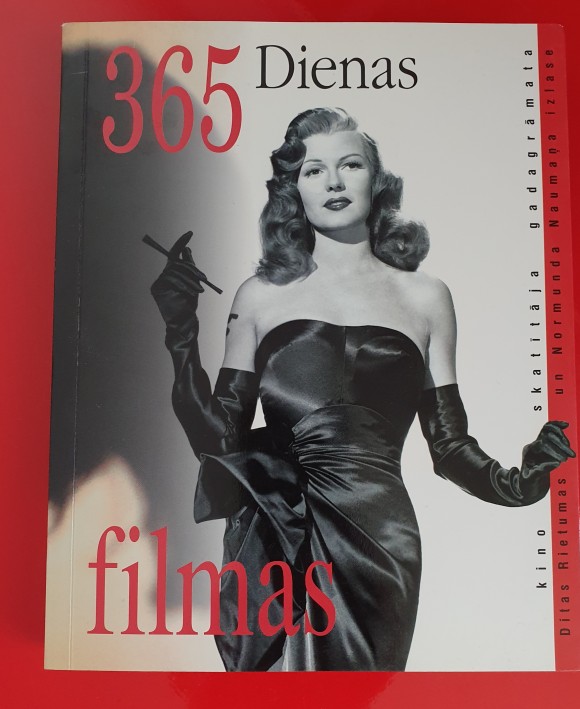 365 Dienas
filmas
kino skatītāja gadagrāmata
Ditas Rietumas un Normunda Naumaņa izlase